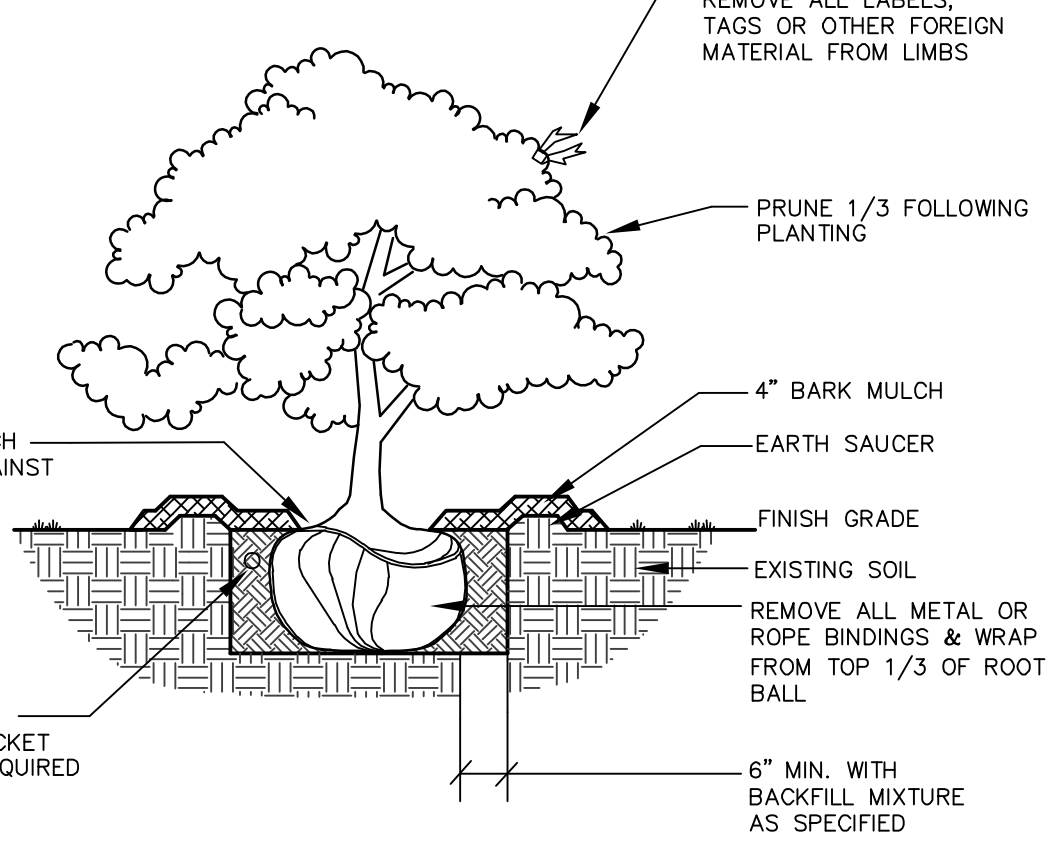 REMOVE ALL LABELS,
TAGS OR OTHER FOREIGN
MATERIAL FROM LIMBS
PRUNE 1/3 FOLLOWING
PLANTING
4" BARK MULCH
EARTH SAUCER
FINISH GRADE
EXISTING SOIL
REMOVE ALL METAL OR
ROPE BINDINGS & WRAP
FROM TOP 1/3 OF ROOT
BALL
6" MIN. WITH
BACKFILL MIXTURE
AS SPECIFIED